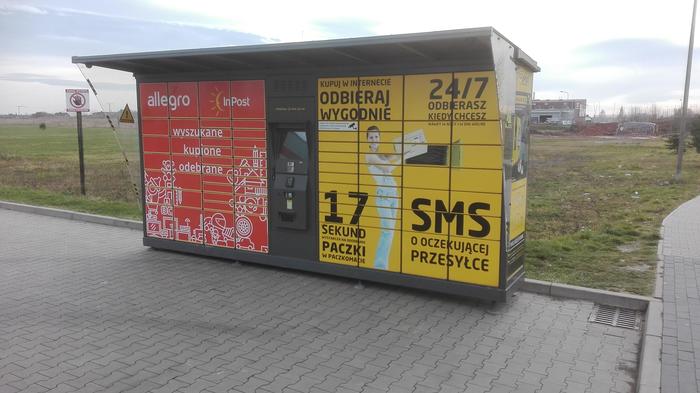 allegro
InPost
wyszukane
kupione
odebrane
KUPUJ W INTERNECIE
ODBIERAJ
WYGODNIE
24/7
ODBIERASZ
KIEDY CHCESZ
17
SEKUND
PACZKI
W PACZKOMACIE
SMS
O OCZEKUJĄCEJ
PRZESYŁCE